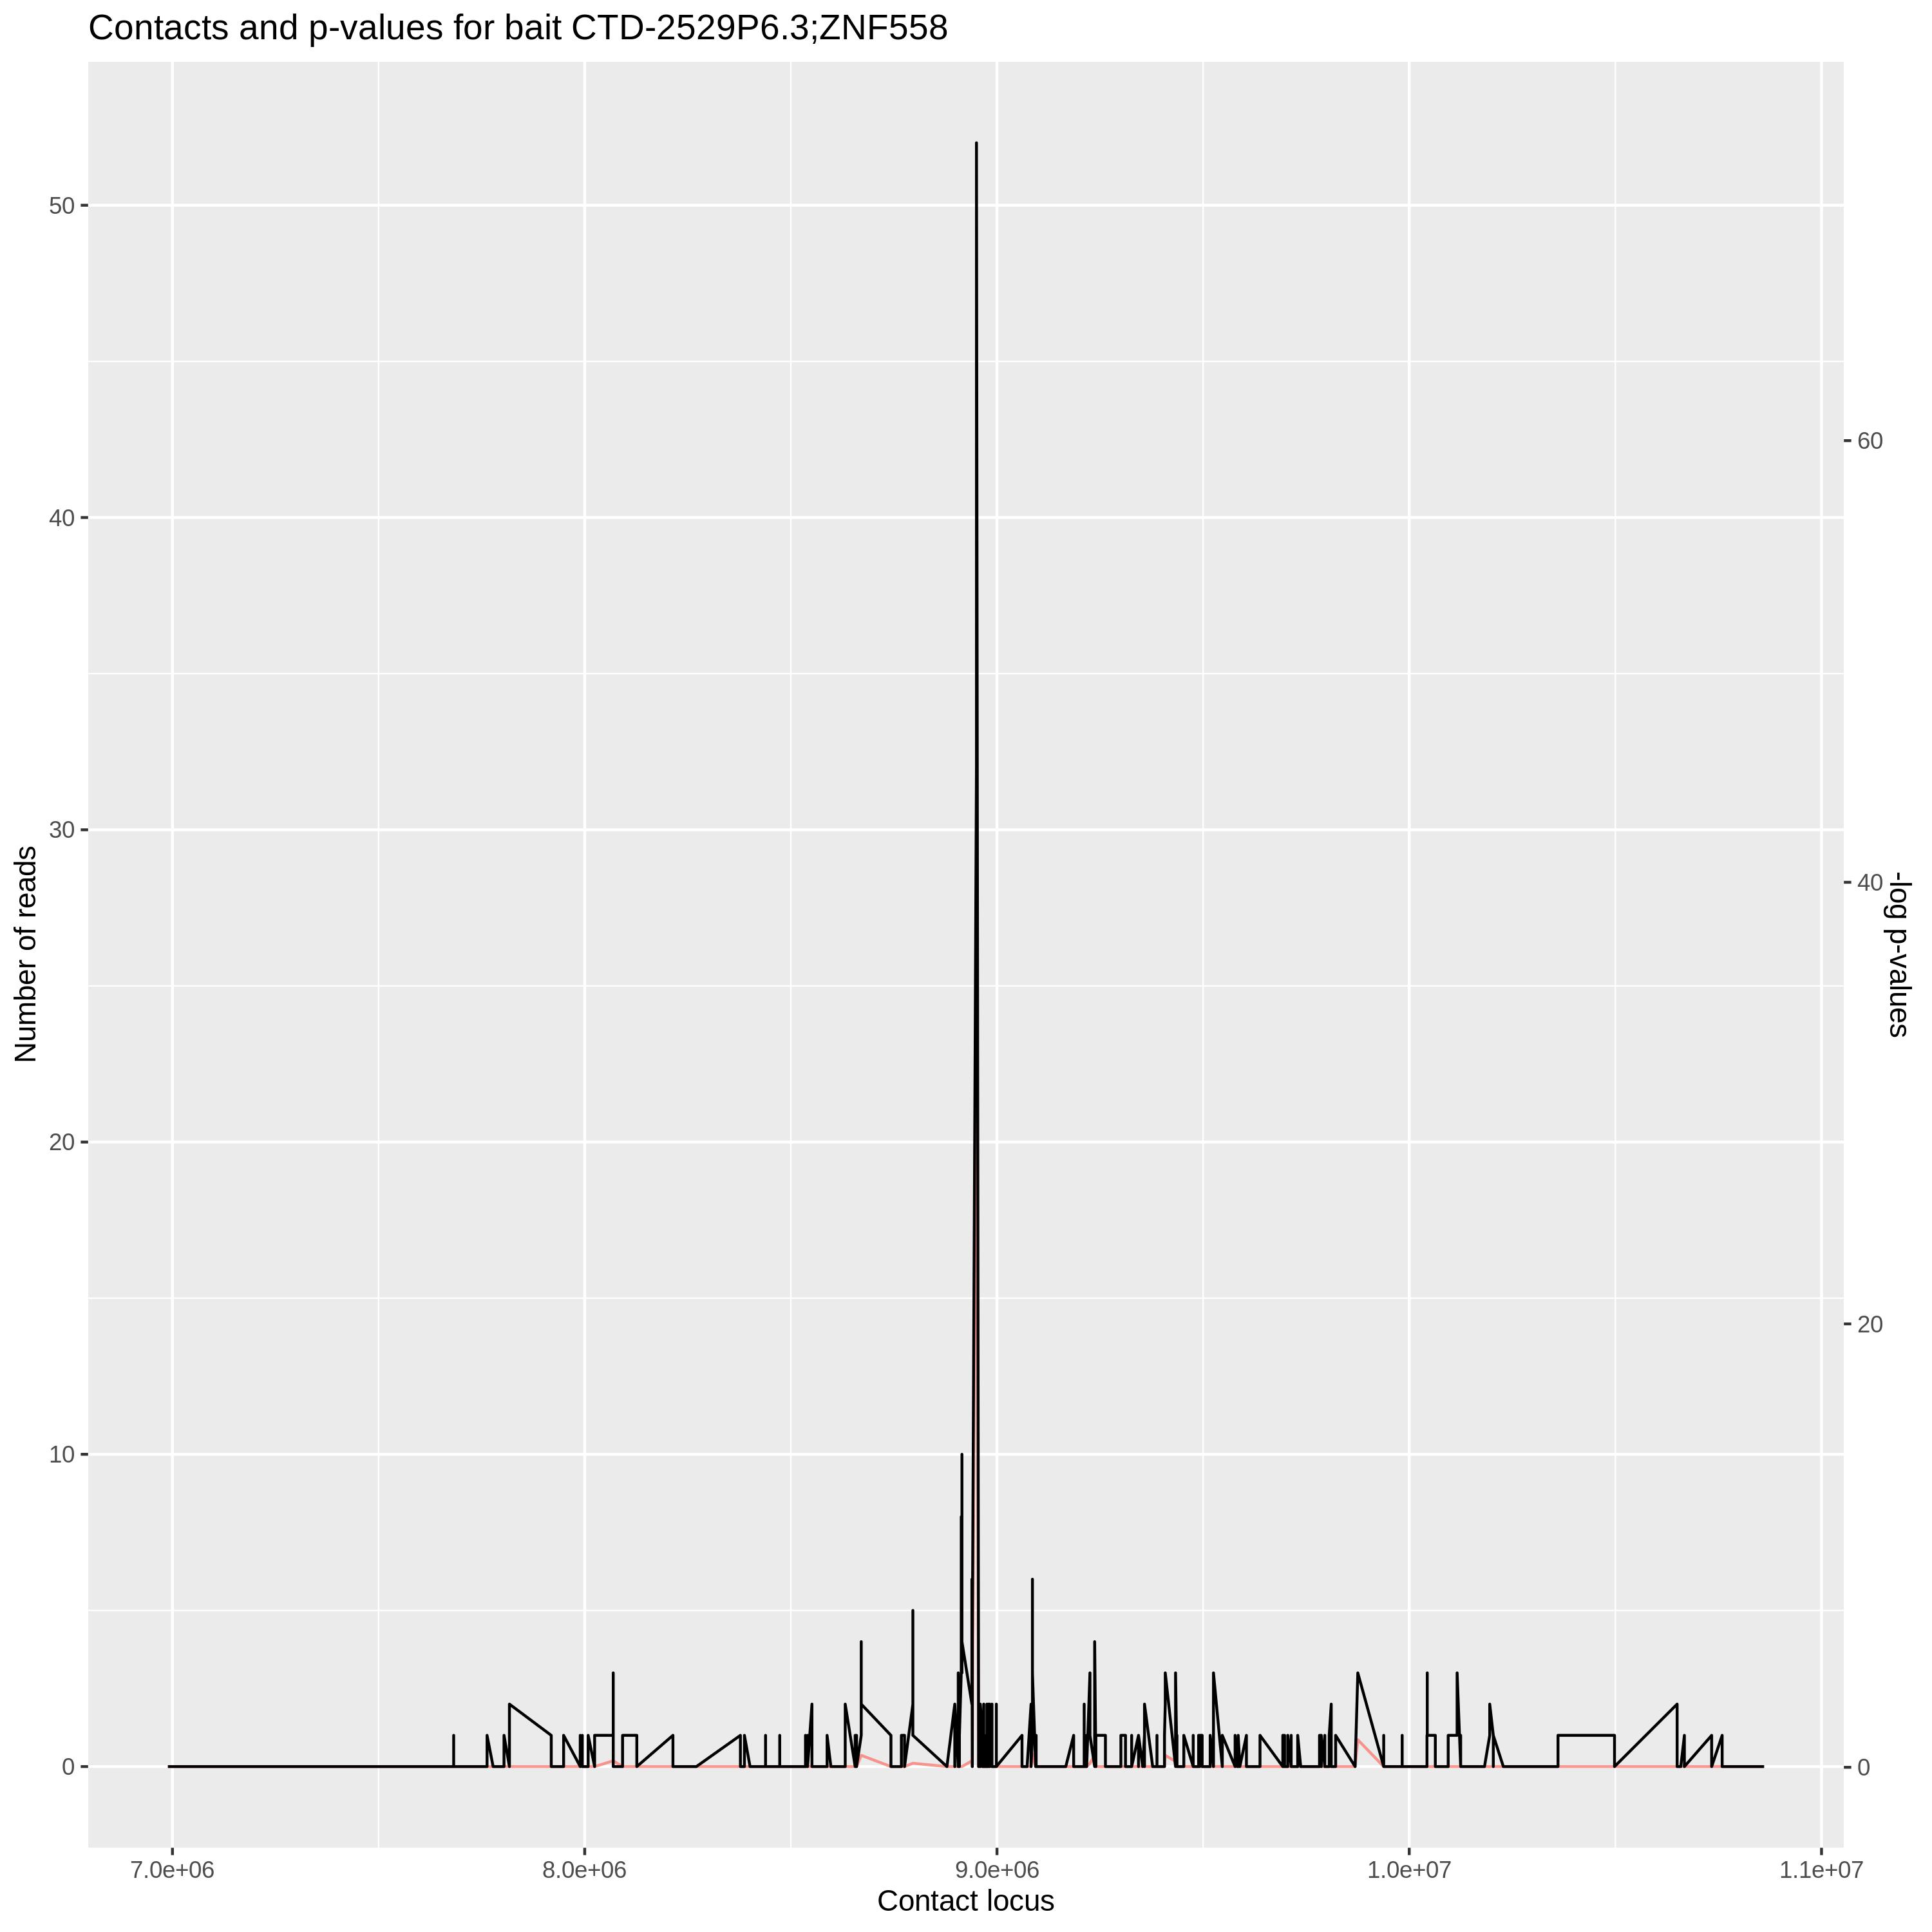 Contacts and p-values for bait CTD-2529P6.3;ZNF558
50
40
30
20
10
0
Number of reads
60
40
20
0
-log p-values
7.0e+06
8.0e+06
9.0e+06
1.0e+07
1.1e+07
Contact locus